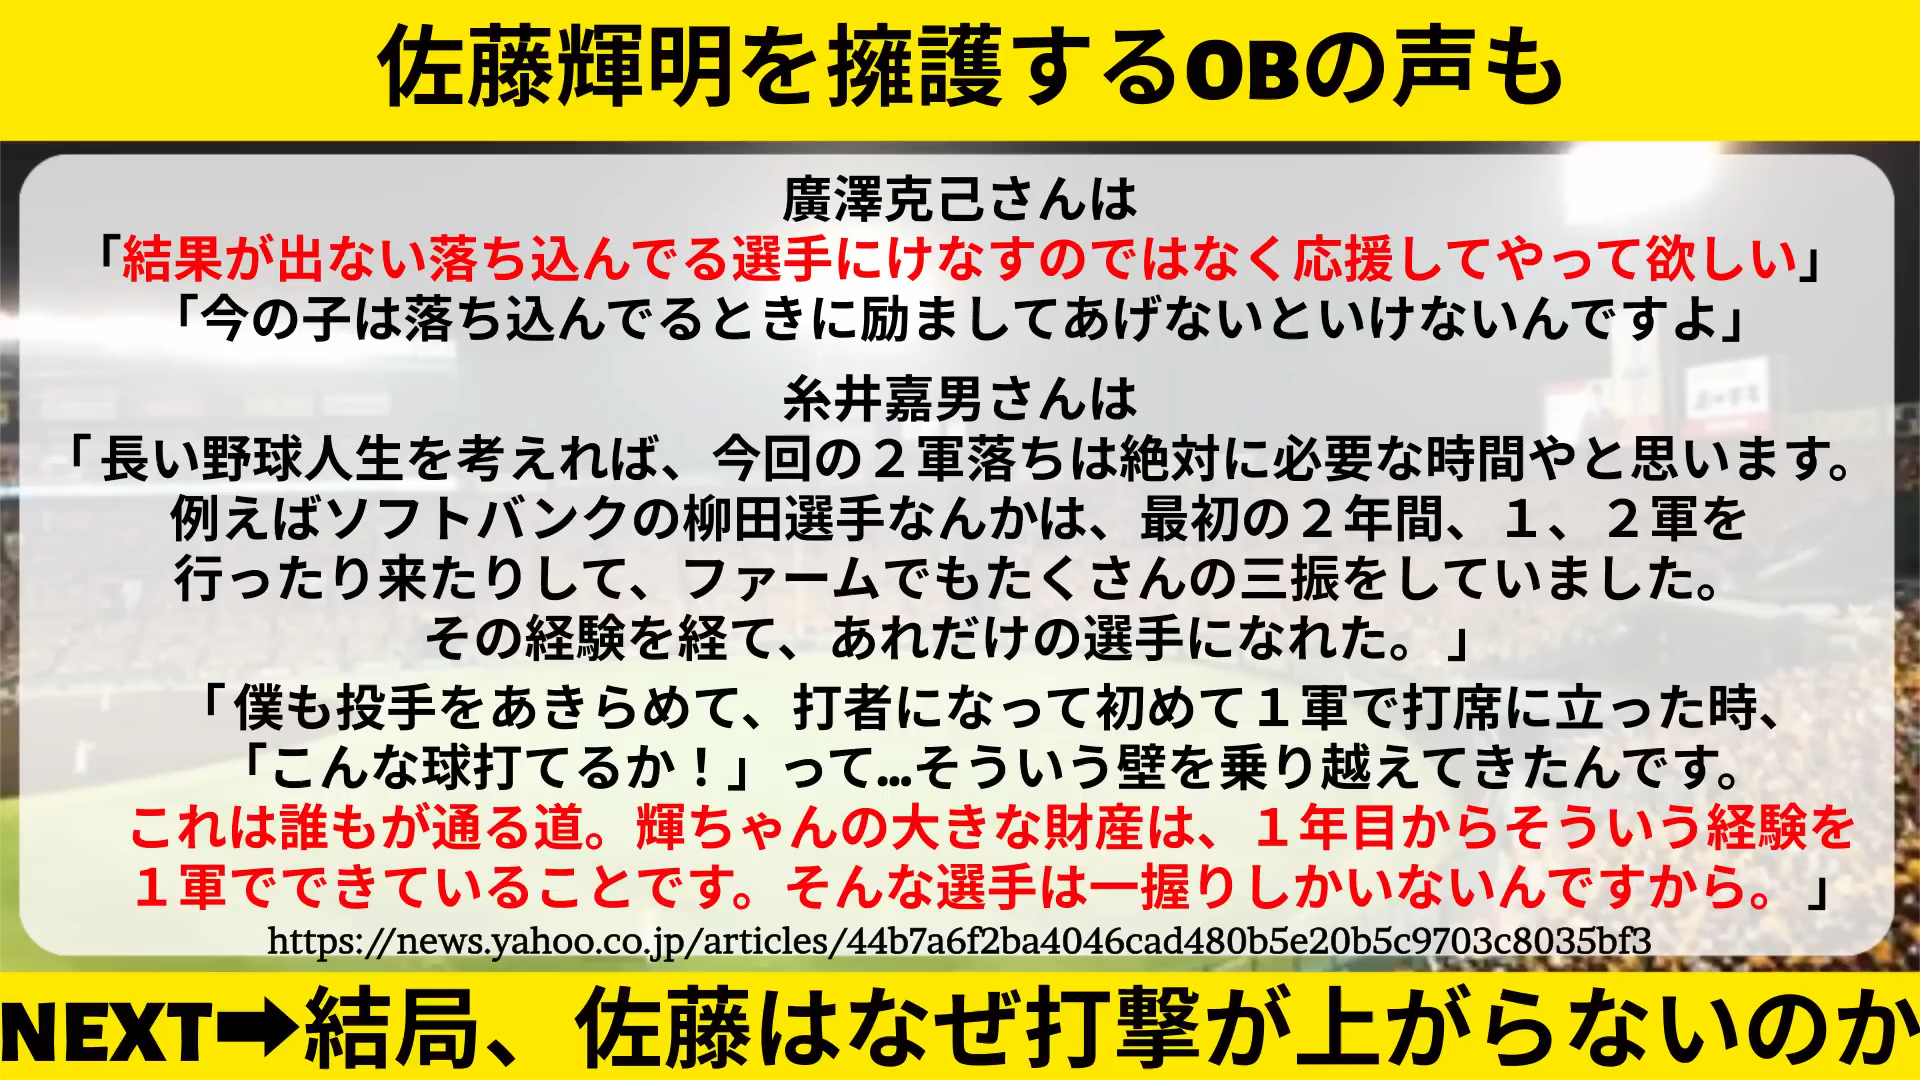 佐藤輝明を擁護するOBの声も
廣澤克己さんは
「結果が出ない落ち込んでる選手にけなすのではなく応援してやって欲しい」
「今の子は落ち込んでるときに励ましてあげないといけないんですよ」
糸井嘉男さんは
「長い野球人生を考えれば、今回の２軍落ちは絶対に必要な時間やと思います。
例えばソフトバンクの柳田選手なんかは、最初の２年間、１、２軍を
行ったり来たりして、ファームでもたくさんの三振をしていました。
その経験を経て、あれだけの選手になれた。」
「僕も投手をあきらめて、打者になって初めて１軍で打席に立った時、
「こんな球打てるか！」って...そういう壁を乗り越えてきたんです。
これは誰もが通る道。輝ちゃんの大きな財産は、１年目からそういう経験を
１軍でできていることです。そんな選手は一握りしかいないんですから。」
https://news.yahoo.co.jp/articles/44b7a6f2ba4046cad480b5e20b5c9703c8035bf3
NEXT➡結局、佐藤はなぜ打撃が上がらないのか